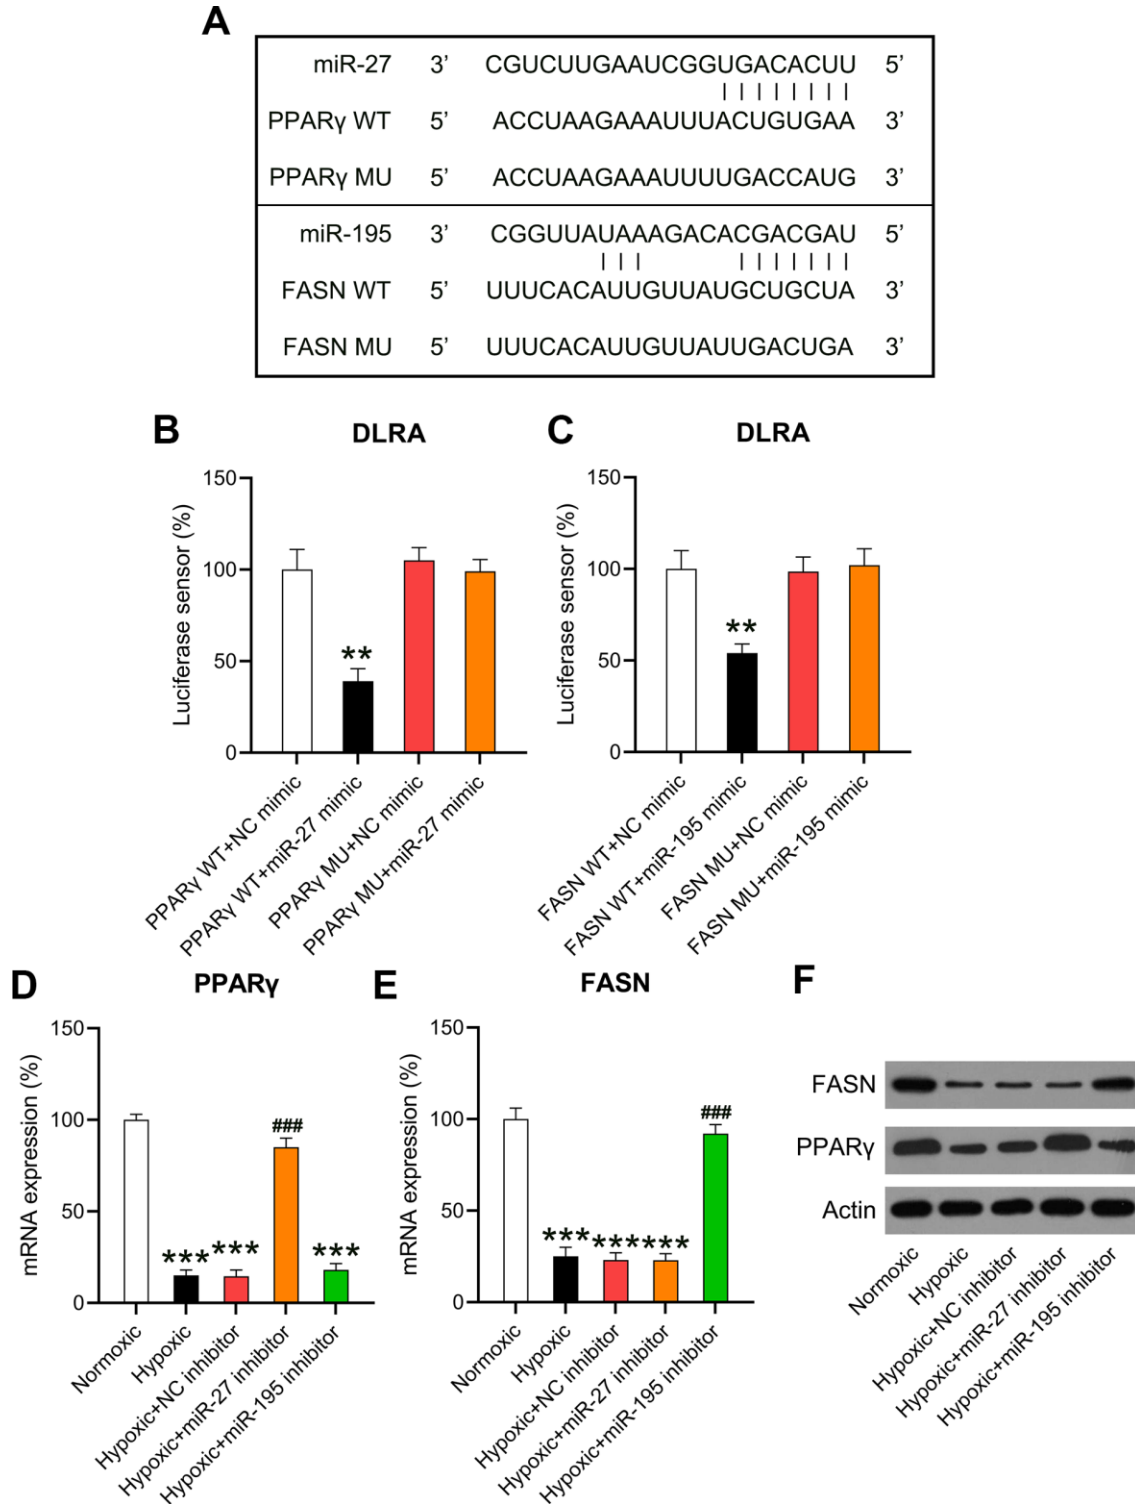 A
miR-27 3’ CGUCUUGAAUCGGUGACACUU 5’
PPARγ WT 5’ ACCUAAGAAAUUUACUGUGAA 3’
PPARγ MU 5’ ACCUAAGAAAUUUUGACCAUG 3’
miR-195 3’ CGGUUAUAAAGACACGACGAU 5’
FASN WT 5’ UUUCACAUUGUUAUGCUGCUA 3’
FASN MU 5’ UUUCACAUUGUUAUUGACUGA 3’
B
DLRA
Luciferase sensor (%)
150
100
50
0
**
PPARγ WT+NC mimic
PPARγ WT+miR-27 mimic
PPARγ MU+NC mimic
PPARγ MU+miR-27 mimic
C
DLRA
Luciferase sensor (%)
150
100
50
0
**
FASN WT+NC mimic
FASN WT+miR-195 mimic
FASN MU+NC mimic
FASN MU+miR-195 mimic
D
PPARγ
mRNA expression (%)
150
100
50
0
***
***
###
***
Normoxic
Hypoxic
Hypoxic+NC inhibitor
Hypoxic+miR-27 inhibitor
Hypoxic+miR-195 inhibitor
E
FASN
mRNA expression (%)
150
100
50
0
***
***
***
###
Normoxic
Hypoxic
Hypoxic+NC inhibitor
Hypoxic+miR-27 inhibitor
Hypoxic+miR-195 inhibitor
F
FASN
PPARγ
Actin
Normoxic
Hypoxic
Hypoxic+NC inhibitor
Hypoxic+miR-27 inhibitor
Hypoxic+miR-195 inhibitor